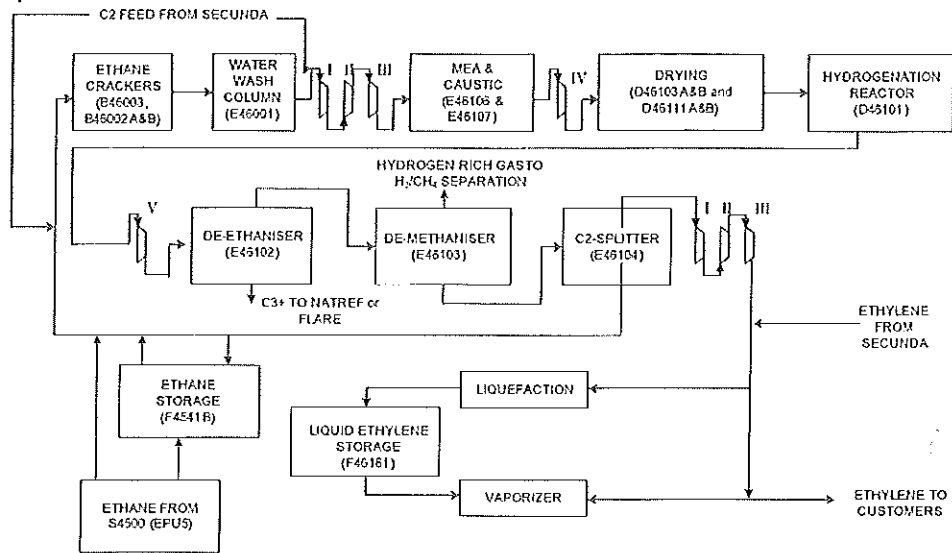 C2 FEED FROM SECUNDA
ETHANE
CRACKERS
(B46003,
B46002A&B)
WATER
WASH
COLUMN
(E46001)
I
II
III
MEA &
CAUSTIC
(E46106 &
E46107)
IV
DRYING
(D46103A&B and
D46111A&B)
HYDROGENATION
REACTOR
(D46101)
HYDROGEN RICH GAS TO
H2/CH4 SEPARATION
V
DE-ETHANISER
(E46102)
DE-METHANISER
(E46103)
C2-SPLITTER
(E46104)
I
II
III
C3+ TO NATREF or
FLARE
ETHYLENE
FROM
SECUNDA
ETHANE
STORAGE
(F4541B)
LIQUEFACTION
LIQUID ETHYLENE
STORAGE
(F46161)
ETHANE FROM
S4500 (EPU5)
VAPORIZER
ETHYLENE TO
CUSTOMERS